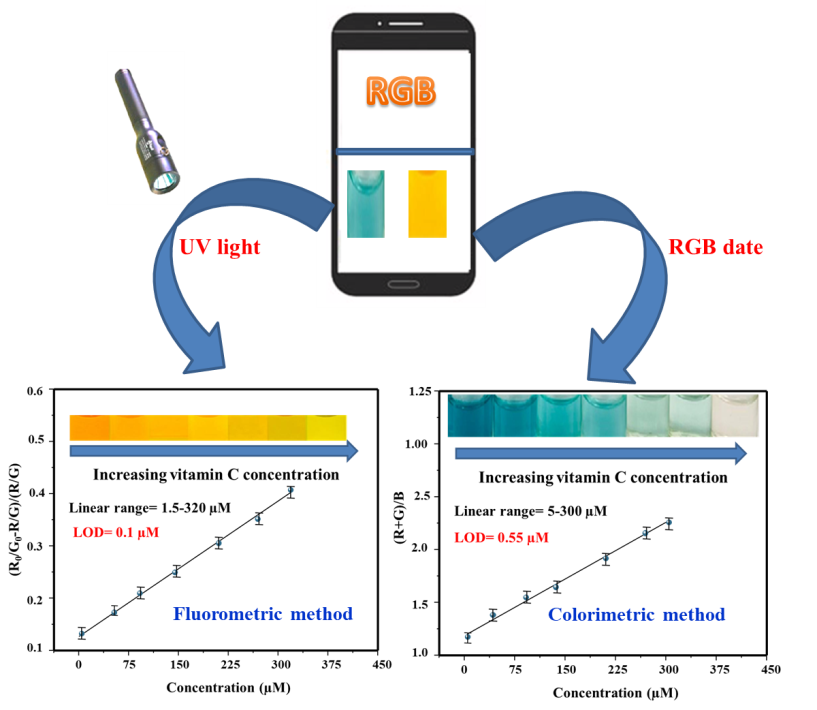 RGB
UV light
RGB date
0.6
0.5
0.4
0.3
0.2
0.1
(R₀/G₀-R/G)/(R/G)
Increasing vitamin C concentration
Linear range= 1.5-320 µM
LOD= 0.1 µM
Fluorometric method
0 75 150 225 300 375 450
Concentration (µM)
1.25
1.00
2.5
2.0
1.5
1.0
(R+G)/B
Increasing vitamin C concentration
Linear range= 5-300 µM
LOD= 0.55 µM
Colorimetric method
0 75 150 225 300 375 450
Concentration (µM)